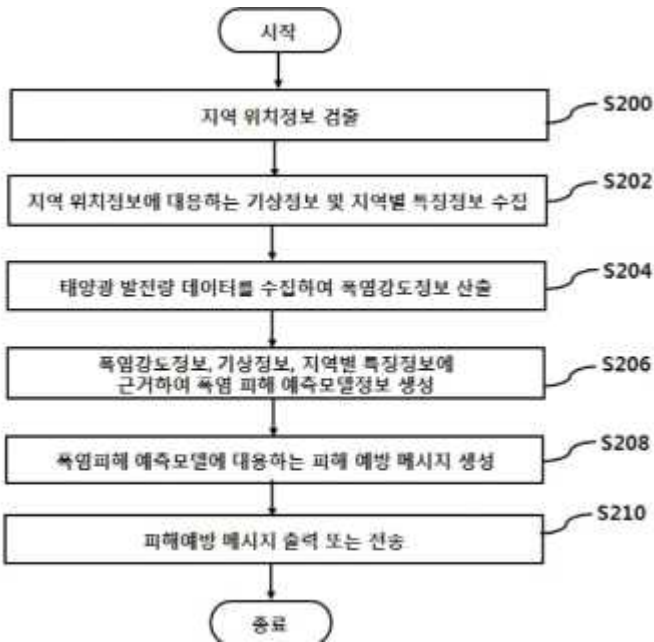 시작
지역 위치정보 검출
S200
지역 위치정보에 대응하는 기상정보 및 지역별 특징정보 수집
S202
태양광 발전량 데이터를 수집하여 폭염강도정보 산출
S204
폭염강도정보, 기상정보, 지역별 특징정보에
근거하여 폭염 피해 예측모델정보 생성
S206
폭염피해 예측모델에 대응하는 피해 예방 메시지 생성
S208
피해예방 메시지 출력 또는 전송
S210
종료